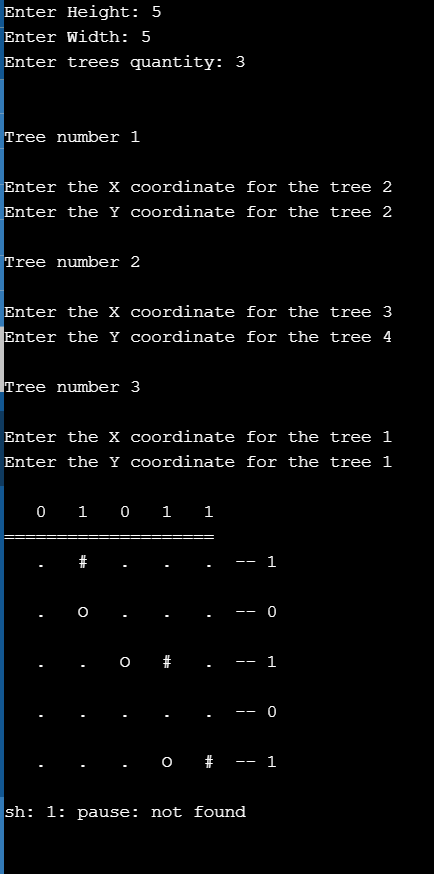 Enter Height: 5
Enter Width: 5
Enter trees quantity: 3
Tree number 1
Enter the X coordinate for the tree 2
Enter the Y coordinate for the tree 2
Tree number 2
Enter the X coordinate for the tree 3
Enter the Y coordinate for the tree 4
Tree number 3
Enter the X coordinate for the tree 1
Enter the Y coordinate for the tree 1
0 1 0 1 1
====================
. # . . . -- 1
. O . . . -- 0
. . O # . -- 1
. . . . . -- 0
. . . O # -- 1
sh: 1: pause: not found